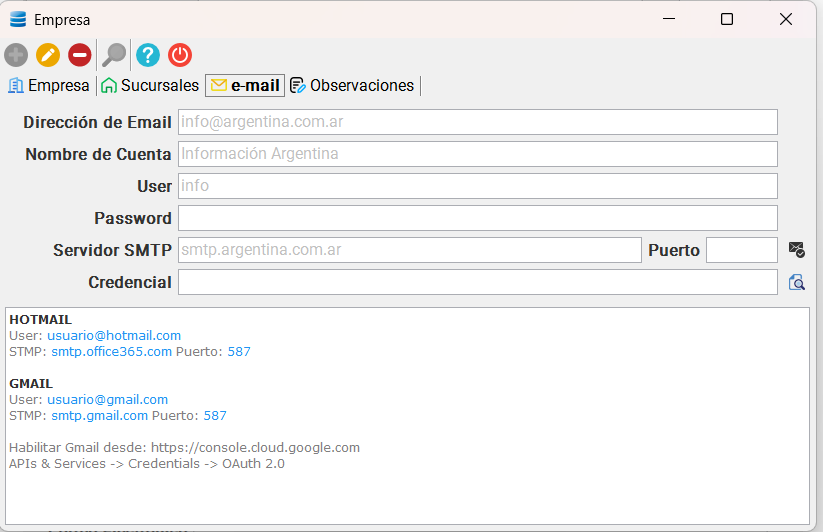 Empresa
Empresa Sucursales e-mail Observaciones
Dirección de Email info@argentina.com.ar
Nombre de Cuenta Información Argentina
User info
Password
Servidor SMTP smtp.argentina.com.ar Puerto
Credencial
HOTMAIL
User: usuario@hotmail.com
STMP: smtp.office365.com Puerto: 587
GMAIL
User: usuario@gmail.com
STMP: smtp.gmail.com Puerto: 587
Habilitar Gmail desde: https://console.cloud.google.com
APIs & Services -> Credentials -> OAuth 2.0